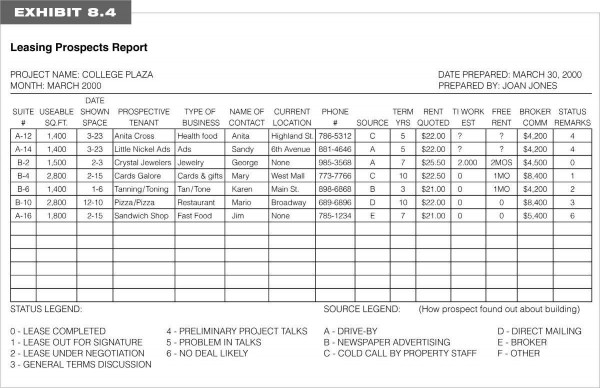 EXHIBIT 8.4
Leasing Prospects Report
PROJECT NAME: COLLEGE PLAZA DATE PREPARED: MARCH 30, 2000
MONTH: MARCH 2000 PREPARED BY: JOAN JONES
DATE
SUITE USEABLE SHOWN PROSPECTIVE TYPE OF NAME OF CURRENT PHONE TERM RENT TI WORK FREE BROKER STATUS
# SQ.FT. SPACE TENANT BUSINESS CONTACT LOCATION # SOURCE YRS QUOTED EST RENT COMM REMARKS
A-12 1,400 3-23 Anita Cross Health food Anita Highland St. 786-5312 C 5 $22.00 ? ? $4,200 4
A-14 1,400 3-23 Little Nickel Ads Ads Sandy 6th Avenue 881-4646 A 5 $22.00 ? ? $4,200 4
B-2 1,500 2-3 Crystal Jewelers Jewelry George None 985-3568 A 7 $25.50 2.000 2MOS $4,500 0
B-4 2,800 2-15 Cards Galore Cards & gifts Mary West Mall 773-7766 C 10 $22.50 0 1MO $8,400 1
B-6 1,400 1-6 Tanning/Toning Tan/Tone Karen Main St. 898-6868 B 3 $21.00 0 1MO $4,200 2
B-10 2,800 12-10 Pizza/Pizza Restaurant Mario Broadway 689-6896 D 10 $22.00 0 0 $8,400 3
A-16 1,800 2-15 Sandwich Shop Fast Food Jim None 785-1234 E 7 $21.00 0 0 $5,400 6
STATUS LEGEND: SOURCE LEGEND: (How prospect found out about building)
0 - LEASE COMPLETED 4 - PRELIMINARY PROJECT TALKS A - DRIVE-BY D - DIRECT MAILING
1 - LEASE OUT FOR SIGNATURE 5 - PROBLEM IN TALKS B - NEWSPAPER ADVERTISING E - BROKER
2 - LEASE UNDER NEGOTIATION 6 - NO DEAL LIKELY C - COLD CALL BY PROPERTY STAFF F - OTHER
3 - GENERAL TERMS DISCUSSION